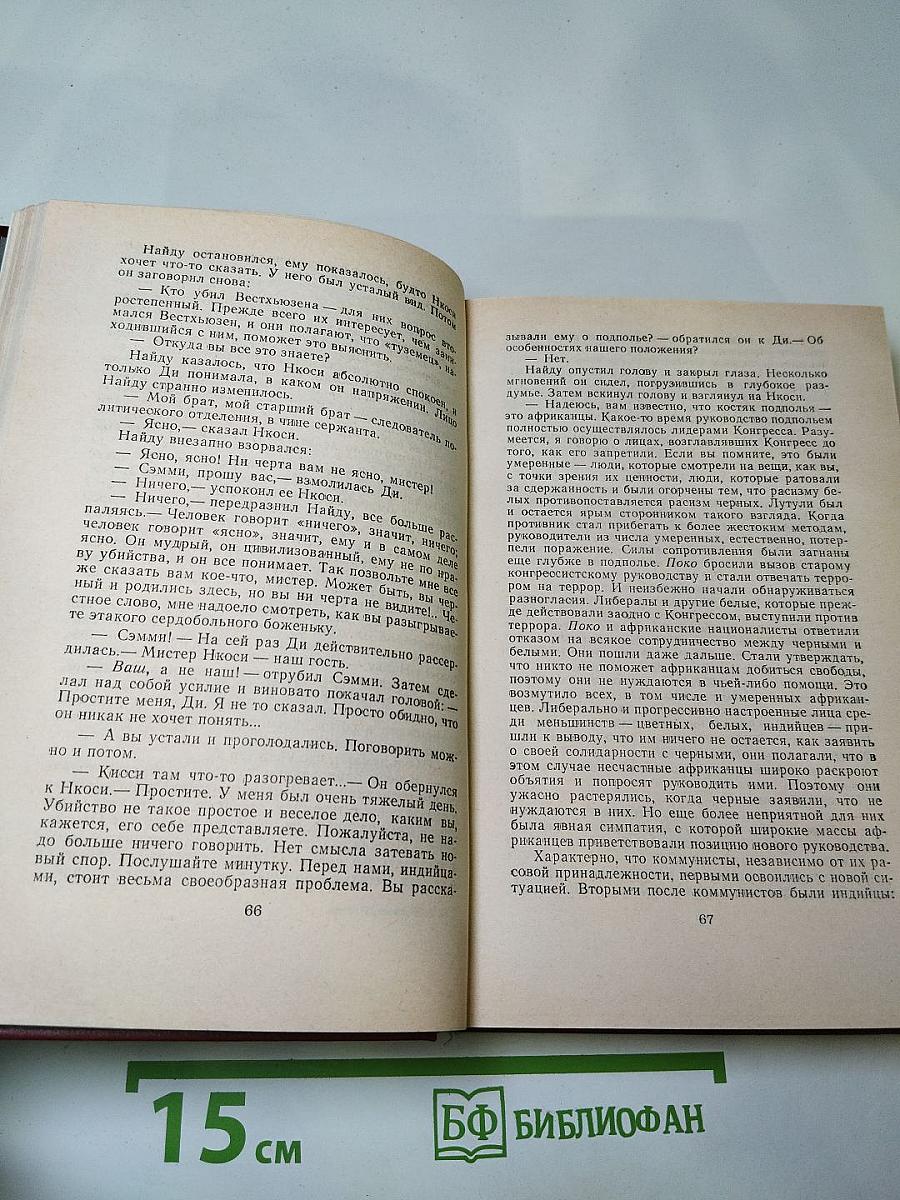 Найду остановился, ему показалось, будто Нкоси
хочет что-то сказать. У него был усталый вид. Потом
он заговорил снова:
— Кто убил Вестхьюзена — для них вопрос вто-
ростепенный. Прежде всего их интересует, чем зани-
мался Вестхьюзен, и они полагают, что «туземец», на-
ходившийся с ним, поможет это выяснить.
— Откуда вы все это знаете?
Найду казалось, что Нкоси абсолютно спокоен, и
только Ди понимала, в каком он напряжении. Лицо
Найду странно изменилось.
— Мой брат, мой старший брат — следователь по-
литического отделения, в чине сержанта.
— Ясно,— сказал Нкоси.
Найду внезапно взорвался:
— Ясно, ясно! Ни черта вам не ясно, мистер!
— Сэмми, прошу вас,— взмолилась Ди.
— Ничего,— успокоил ее Нкоси.
— Ничего,— передразнил Найду, все больше рас-
паляясь.— Человек говорит «ничего», значит, ничего;
человек говорит «ясно», значит, ему и в самом деле
ясно. Он мудрый, он цивилизованный, ему не по нра-
ву убийства, и он все понимает. Так позвольте мне все
же сказать вам кое-что, мистер. Может быть, вы чер-
ный и родились здесь, но вы ни черта не видите!.. Че-
стное слово, мне надоело смотреть, как вы разыгрывае-
те этакого сердобольного боженьку.
— Сэмми! — На сей раз Ди действительно рассер-
дилась.— Мистер Нкоси — наш гость.
— Ваш, а не наш! — отрубил Сэмми. Затем сде-
лал над собой усилие и виновато покачал головой: —
Простите меня, Ди. Я не то сказал. Просто обидно, что
он никак не хочет понять...
— А вы устали и проголодались. Поговорить мож-
но и потом.
— Кисси там что-то разогревает...— Он обернулся
к Нкоси.— Простите. У меня был очень тяжелый день.
Убийство не такое простое и веселое дело, каким вы,
кажется, его себе представляете. Пожалуйста, не на-
до больше ничего говорить. Нет смысла затевать но-
вый спор. Послушайте минутку. Перед нами, индийца-
ми, стоит весьма своеобразная проблема. Вы расска-
66
зывали ему о подполье? — обратился он к Ди.— Об
особенностях нашего положения?
— Нет.
Найду опустил голову и закрыл глаза. Несколько
мгновений он сидел, погрузившись в глубокое раз-
думье. Затем вскинул голову и взглянул на Нкоси.
— Надеюсь, вам известно, что костяк подполья —
это африканцы. Какое-то время руководство подпольем
полностью осуществлялось лидерами Конгресса. Разу-
меется, я говорю о лицах, возглавлявших Конгресс до
того, как его запретили. Если вы помните, это были
умеренные — люди, которые смотрели на вещи, как вы,
с точки зрения их ценности, люди, которые ратовали
за сдержанность и были огорчены тем, что расизму бе-
лых противопоставляется расизм черных. Лутули был
и остается ярым сторонником такого взгляда. Когда
противник стал прибегать к более жестоким методам,
руководители из числа умеренных, естественно, потер-
пели поражение. Силы сопротивления были загнаны
еще глубже в подполье. Поко бросили вызов старому
конгрессистскому руководству и стали отвечать терро-
ром на террор. И неизбежно начали обнаруживаться
разногласия. Либералы и другие белые, которые преж-
де действовали заодно с Конгрессом, выступили против
террора. Поко и африканские националисты ответили
отказом на всякое сотрудничество между черными и
белыми. Они пошли даже дальше. Стали утверждать,
что никто не поможет африканцам добиться свободы,
поэтому они не нуждаются в чьей-либо помощи. Это
возмутило всех, в том числе и умеренных африкан-
цев. Либерально и прогрессивно настроенные лица сре-
ди меньшинств — цветных, белых, индийцев — при-
шли к выводу, что им ничего не остается, как заявить
о своей солидарности с черными, они полагали, что в
этом случае несчастные африканцы широко раскроют
объятия и попросят руководить ими. Поэтому они
ужасно растерялись, когда черные заявили, что не
нуждаются в них. Но еще более неприятной для них
была явная симпатия, с которой широкие массы аф-
риканцев приветствовали позицию нового руководства.
Характерно, что коммунисты, независимо от их ра-
совой принадлежности, первыми освоились с новой си-
туацией. Вторыми после коммунистов были индийцы:
67
15 см
БФ БИБЛИОФАН